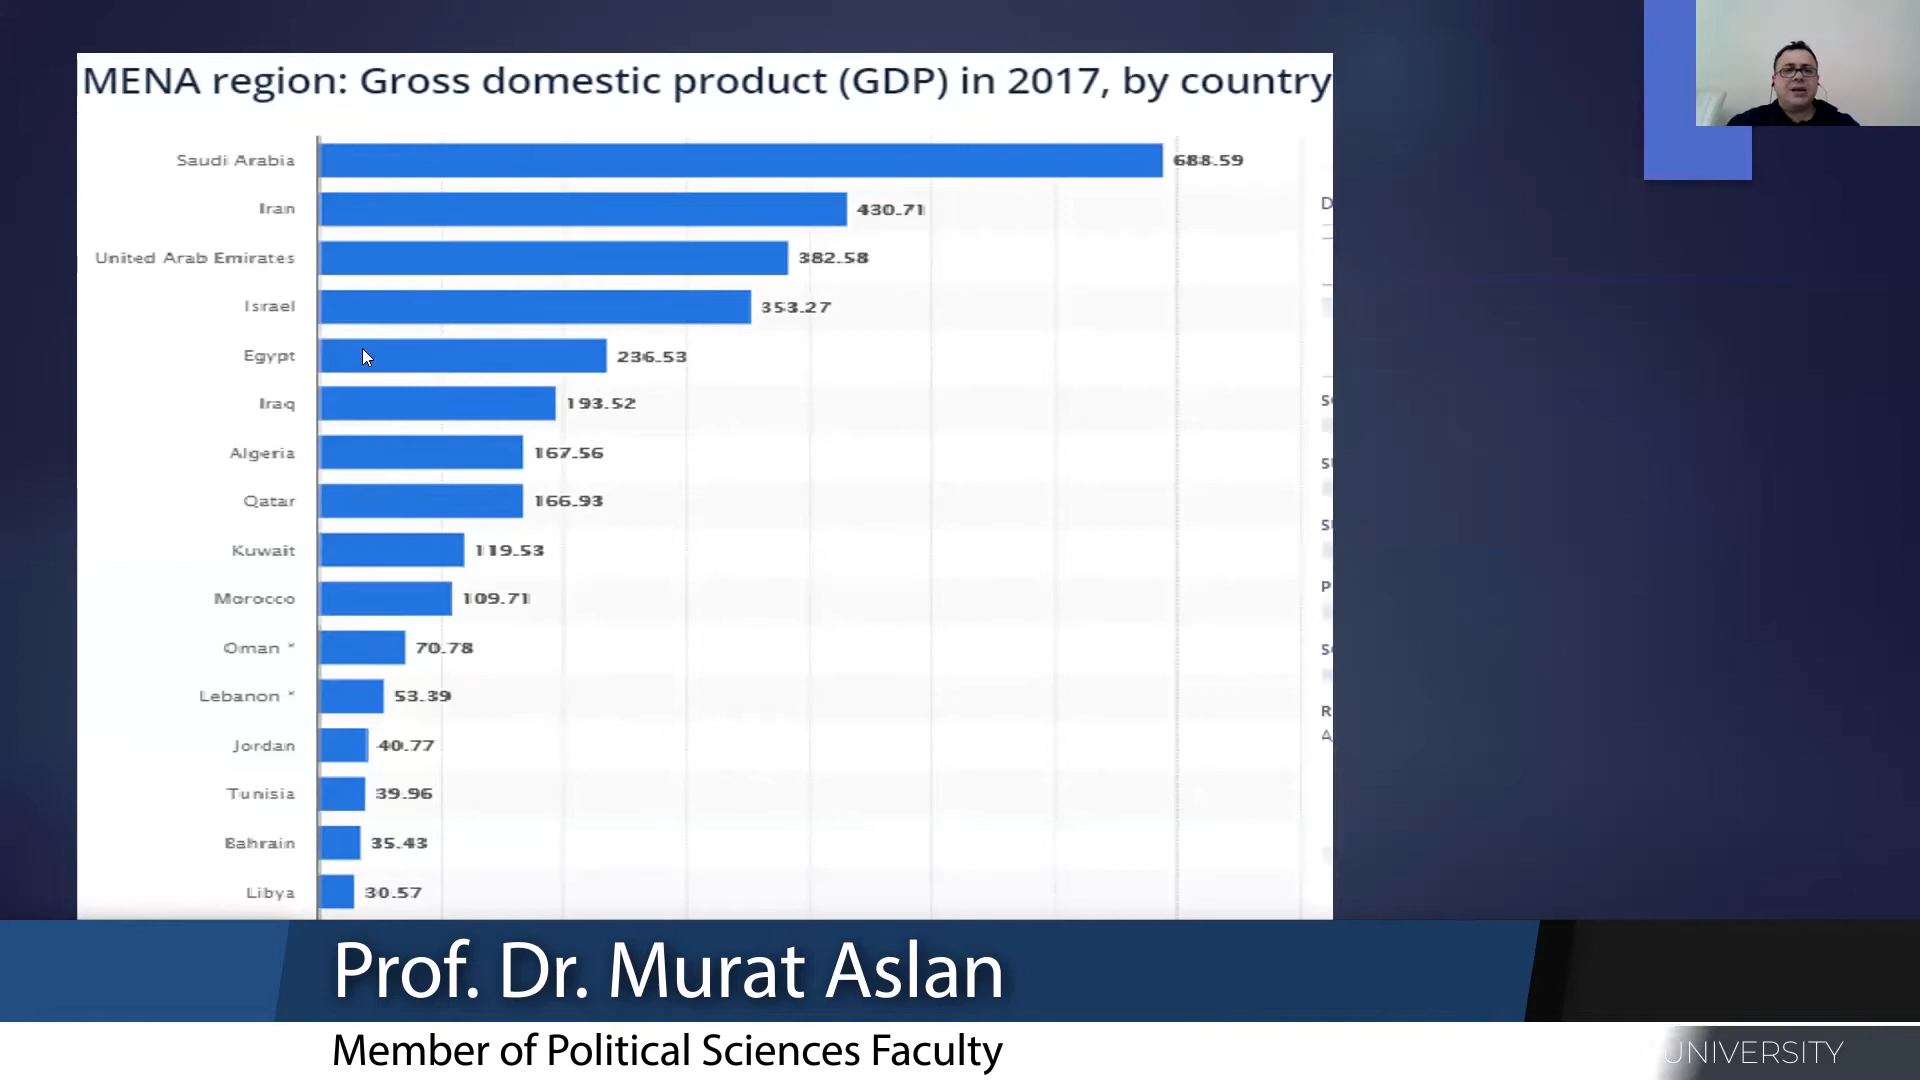 MENA region: Gross domestic product (GDP) in 2017, by country
Saudi Arabia 688.59
Iran 430.71
United Arab Emirates 382.58
Israel 353.27
Egypt 236.53
Iraq 193.52
Algeria 167.56
Qatar 166.93
Kuwait 119.53
Morocco 109.71
Oman * 70.78
Lebanon * 53.39
Jordan 40.77
Tunisia 39.96
Bahrain 35.43
Libya 30.57
Prof. Dr. Murat Aslan
Member of Political Sciences Faculty
UNIVERSITY